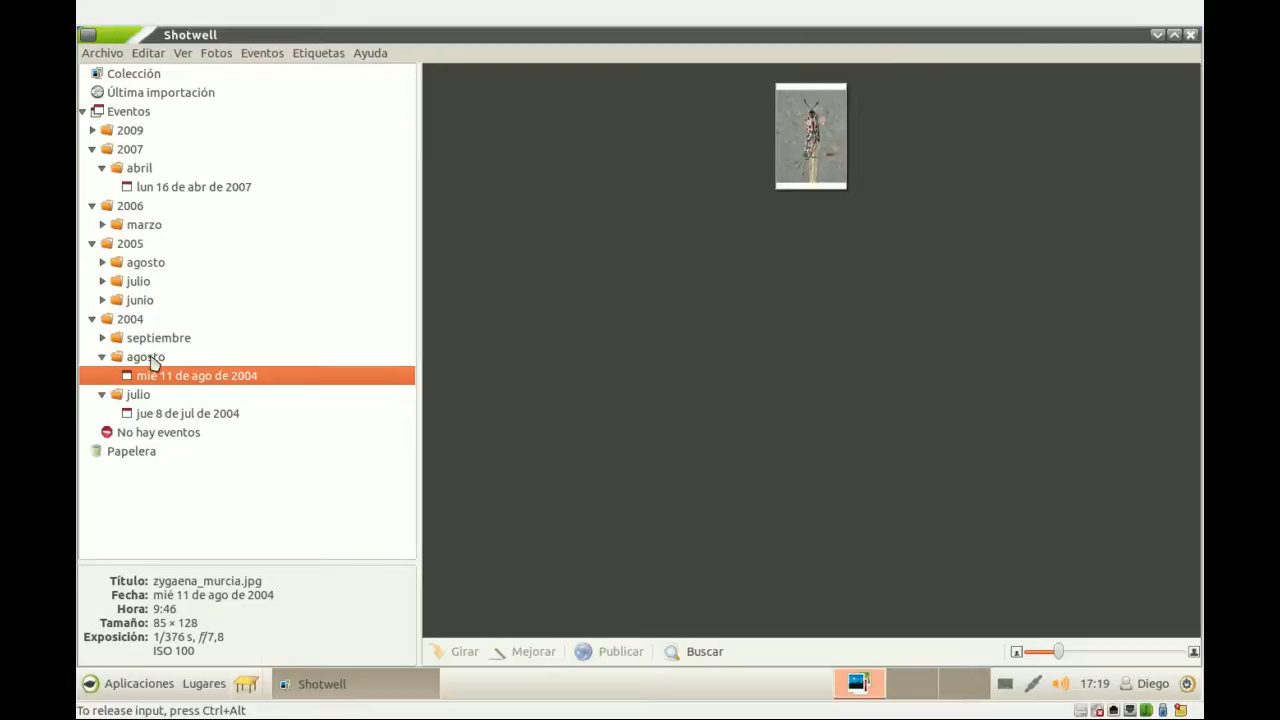 Shotwell
Archivo Editar Ver Fotos Eventos Etiquetas Ayuda
Colección
Última importación
Eventos
2009
2007
abril
lun 16 de abr de 2007
2006
marzo
2005
agosto
julio
junio
2004
septiembre
agosto
mié 11 de ago de 2004
julio
jue 8 de jul de 2004
No hay eventos
Papelera
Título: zygaena_murcia.jpg
Fecha: mié 11 de ago de 2004
Hora: 9:46
Tamaño: 85 × 128
Exposición: 1/376 s, f/7,8
ISO 100
Girar Mejorar Publicar Buscar
Aplicaciones Lugares Shotwell 17:19 Diego
To release input, press Ctrl+Alt